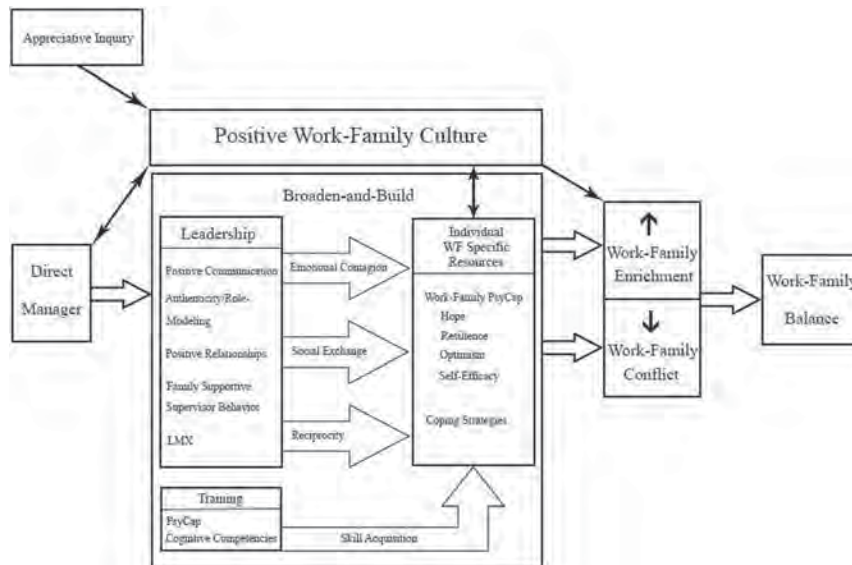 Appreciative Inquiry
Positive Work-Family Culture
Broaden-and-Build
Direct
Manager
Leadership
Positive Communication
Authenticity/Role-
Modeling
Positive Relationships
Family Supportive
Supervisor Behavior
LMX
Emotional Contagion
Social Exchange
Reciprocity
Individual
WF Specific
Resources
Work-Family PsyCap
Hope
Resilience
Optimism
Self-Efficacy
Coping Strategies
Training
PsyCap
Cognitive Competencies
Skill Acquisition
Work-Family
Enrichment
Work-Family
Conflict
Work-Family
Balance